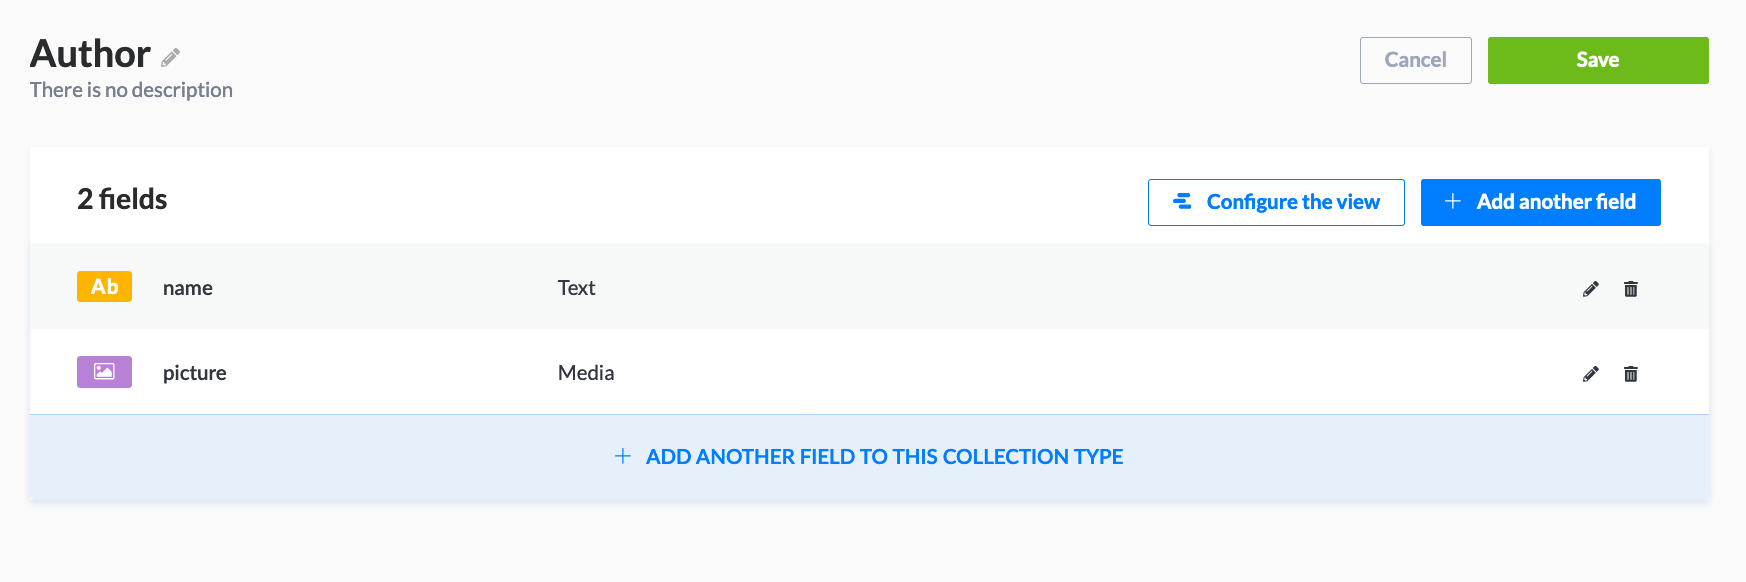 Author
Cancel
Save
There is no description
2 fields
Configure the view
+ Add another field
Ab name Text
picture Media
+ ADD ANOTHER FIELD TO THIS COLLECTION TYPE